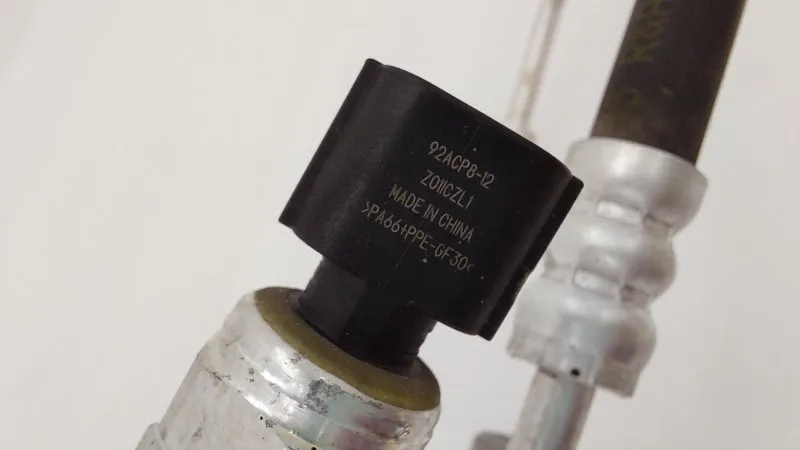 92ACP8-12
Z011CZL1
MADE IN CHINA
>PA66+PPE-GF30<